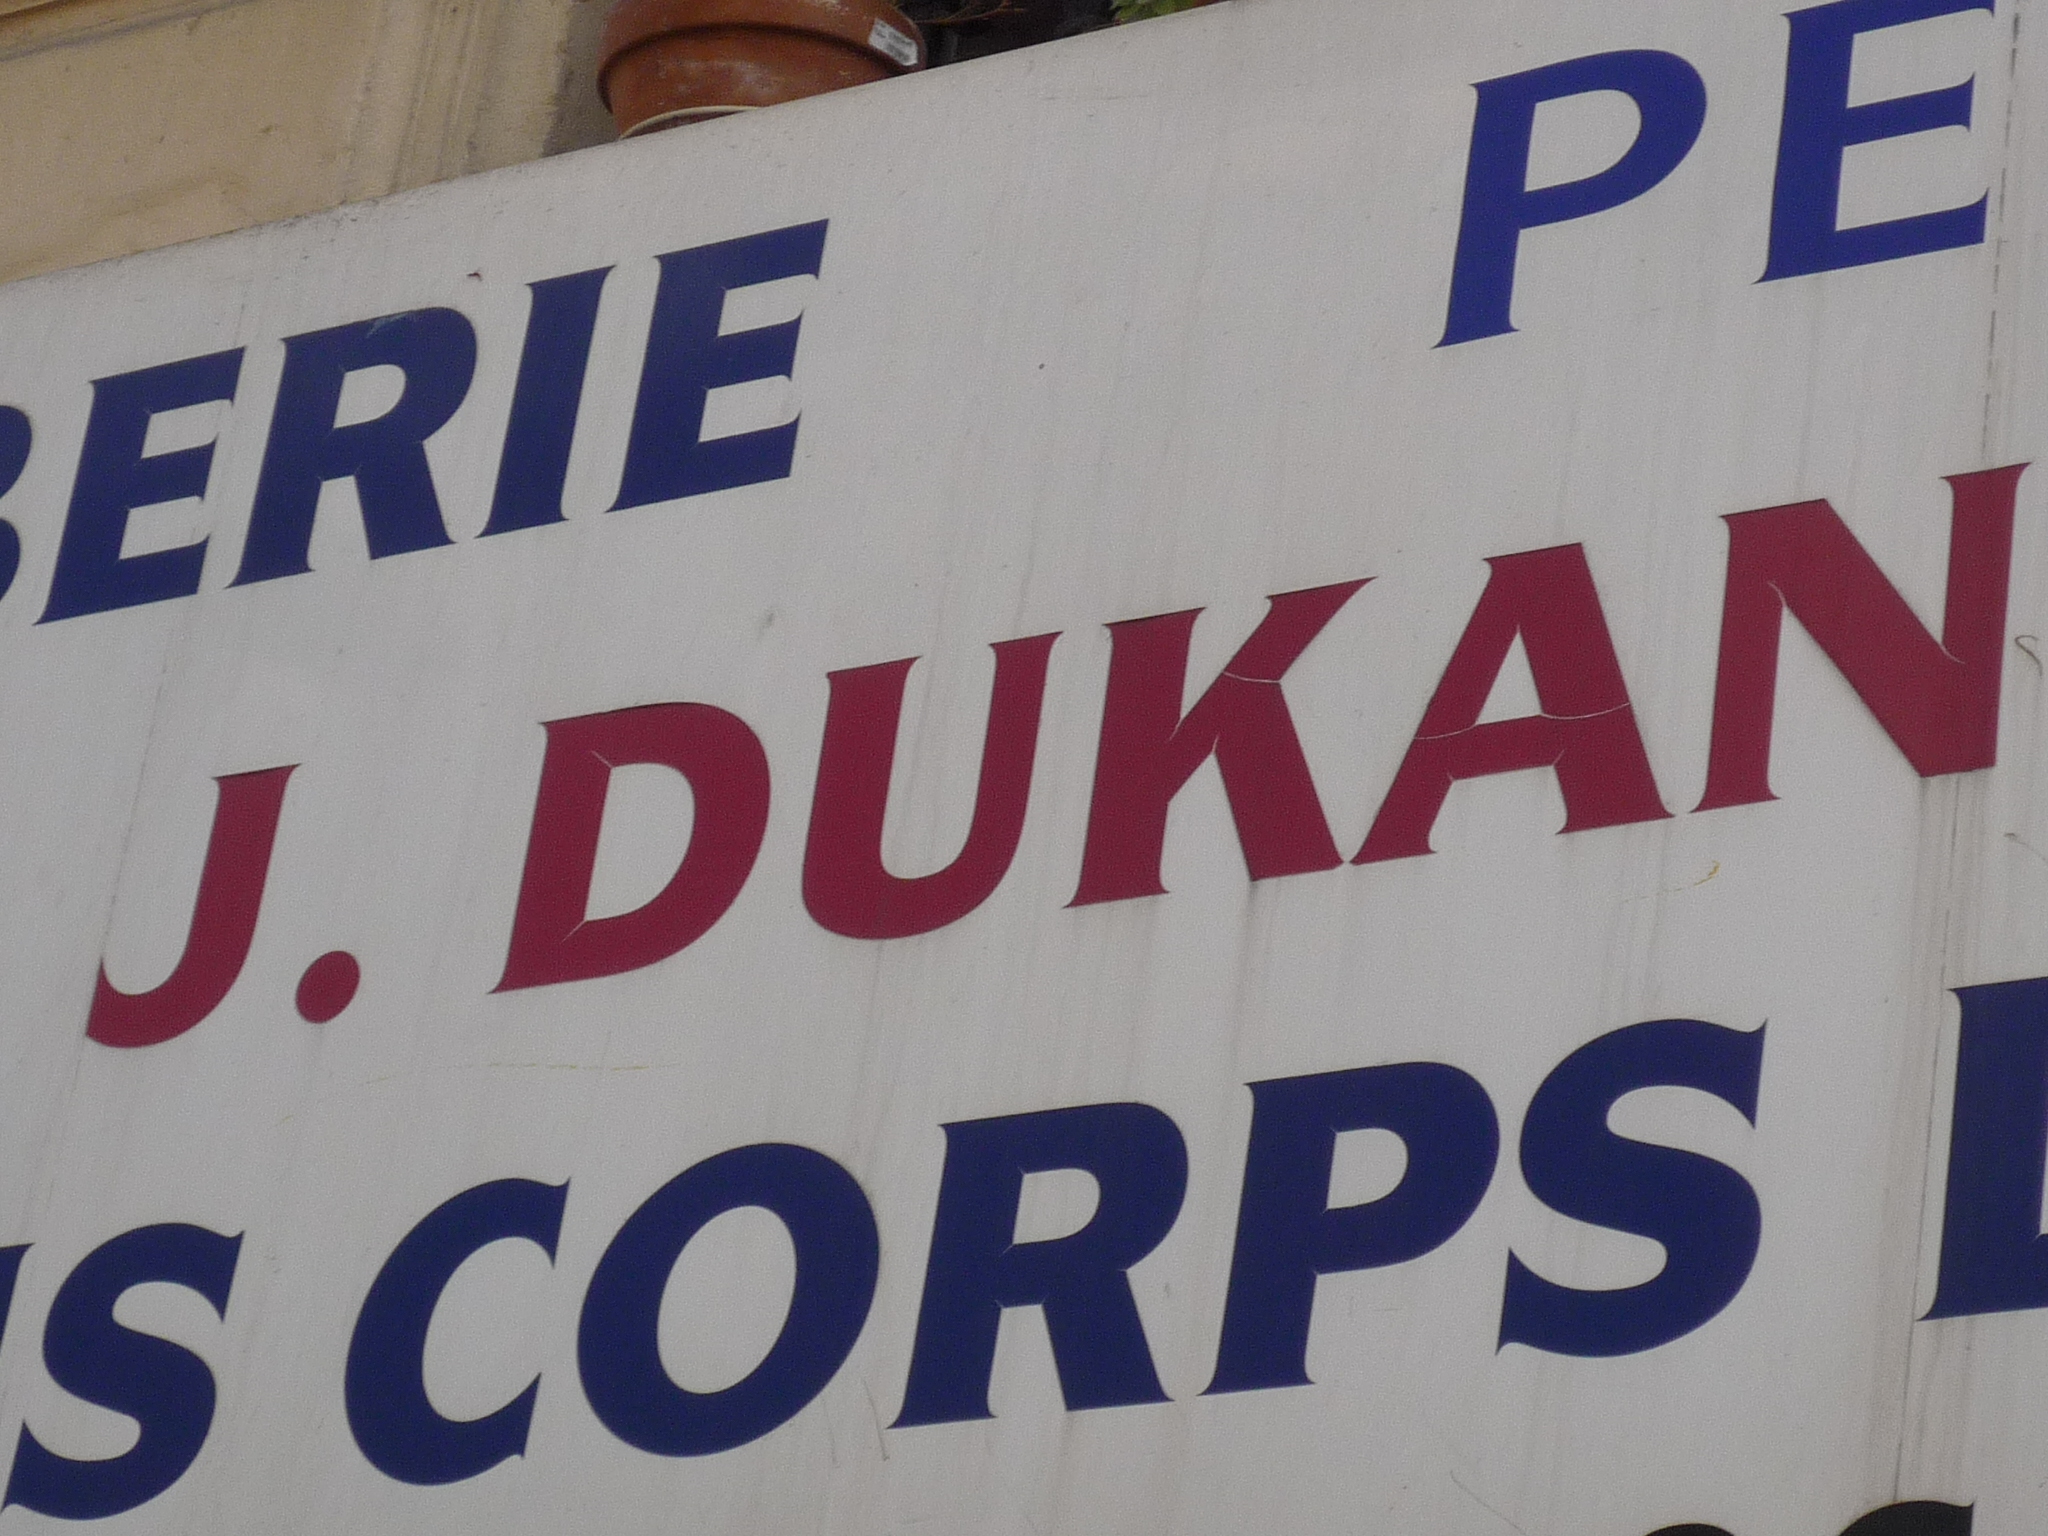 BERIE PE
J. DUKAN
S CORPS